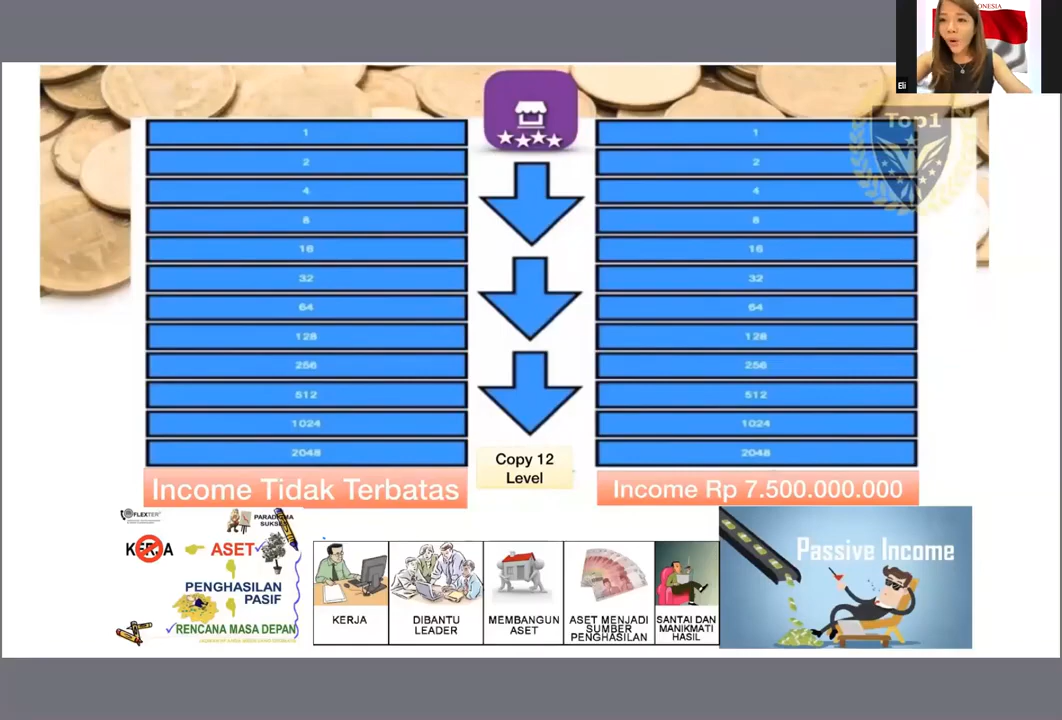 ONESIA
Eli
Top1
1
2
4
8
16
32
64
128
256
512
1024
2048
1
2
4
8
16
32
64
128
256
512
1024
2048
Copy 12
Level
Income Tidak Terbatas
Income Rp 7.500.000.000
FLEXTER
PARADIGMA
SUKSES
KERJA
ASET
PENGHASILAN
PASIF
RENCANA MASA DEPAN
KERJA
DIBANTU
LEADER
MEMBANGUN
ASET
ASET MENJADI
SUMBER
PENGHASILAN
SANTAI DAN
MANIKMATI
HASIL
Passive Income